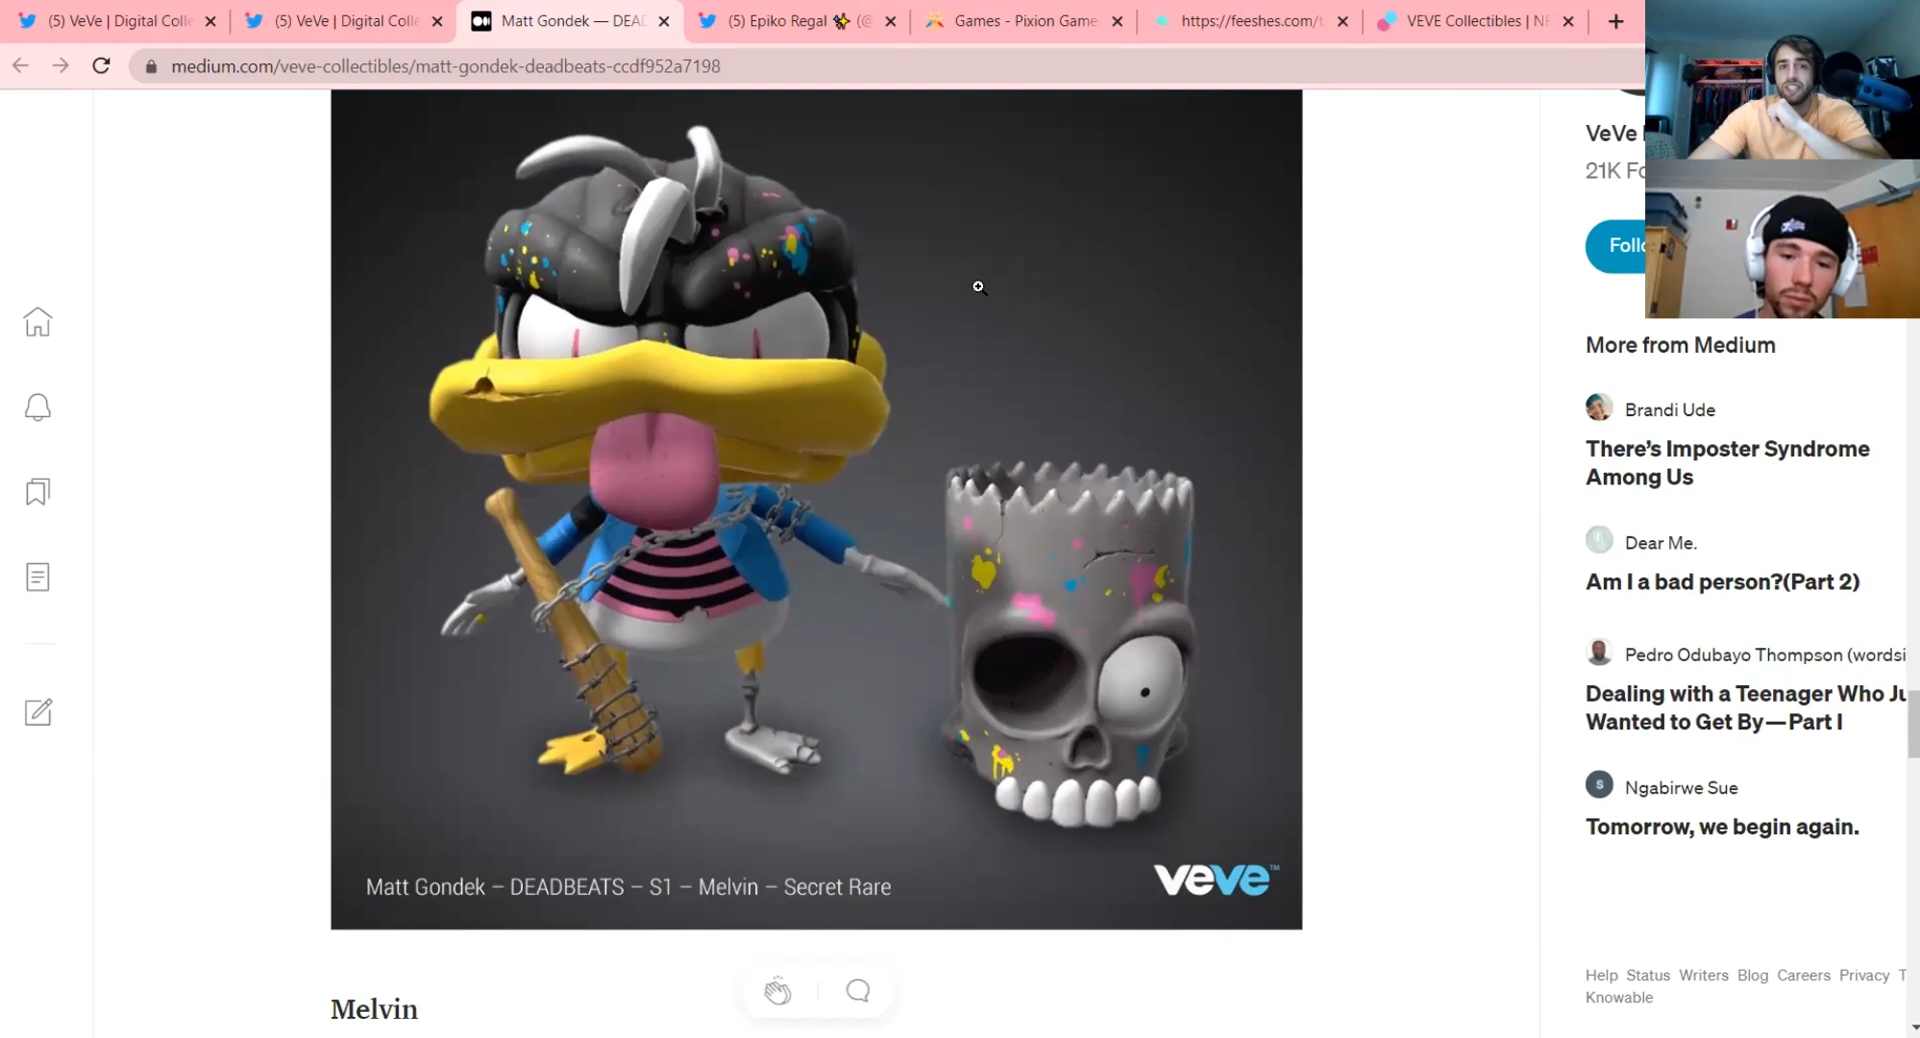 (5) VeVe | Digital Colle
(5) VeVe | Digital Colle
Matt Gondek — DEAD
(5) Epiko Regal ✨ (@
Games - Pixion Game
https://feeshes.com/t
VEVE Collectibles | NF
medium.com/veve-collectibles/matt-gondek-deadbeats-ccdf952a7198
Matt Gondek – DEADBEATS – S1 – Melvin – Secret Rare
veve™
Melvin
VeVe
21K Fo
Follo
More from Medium
Brandi Ude
There’s Imposter Syndrome
Among Us
Dear Me.
Am I a bad person?(Part 2)
Pedro Odubayo Thompson (wordsi
Dealing with a Teenager Who Ju
Wanted to Get By—Part I
S
Ngabirwe Sue
Tomorrow, we begin again.
Help Status Writers Blog Careers Privacy T
Knowable